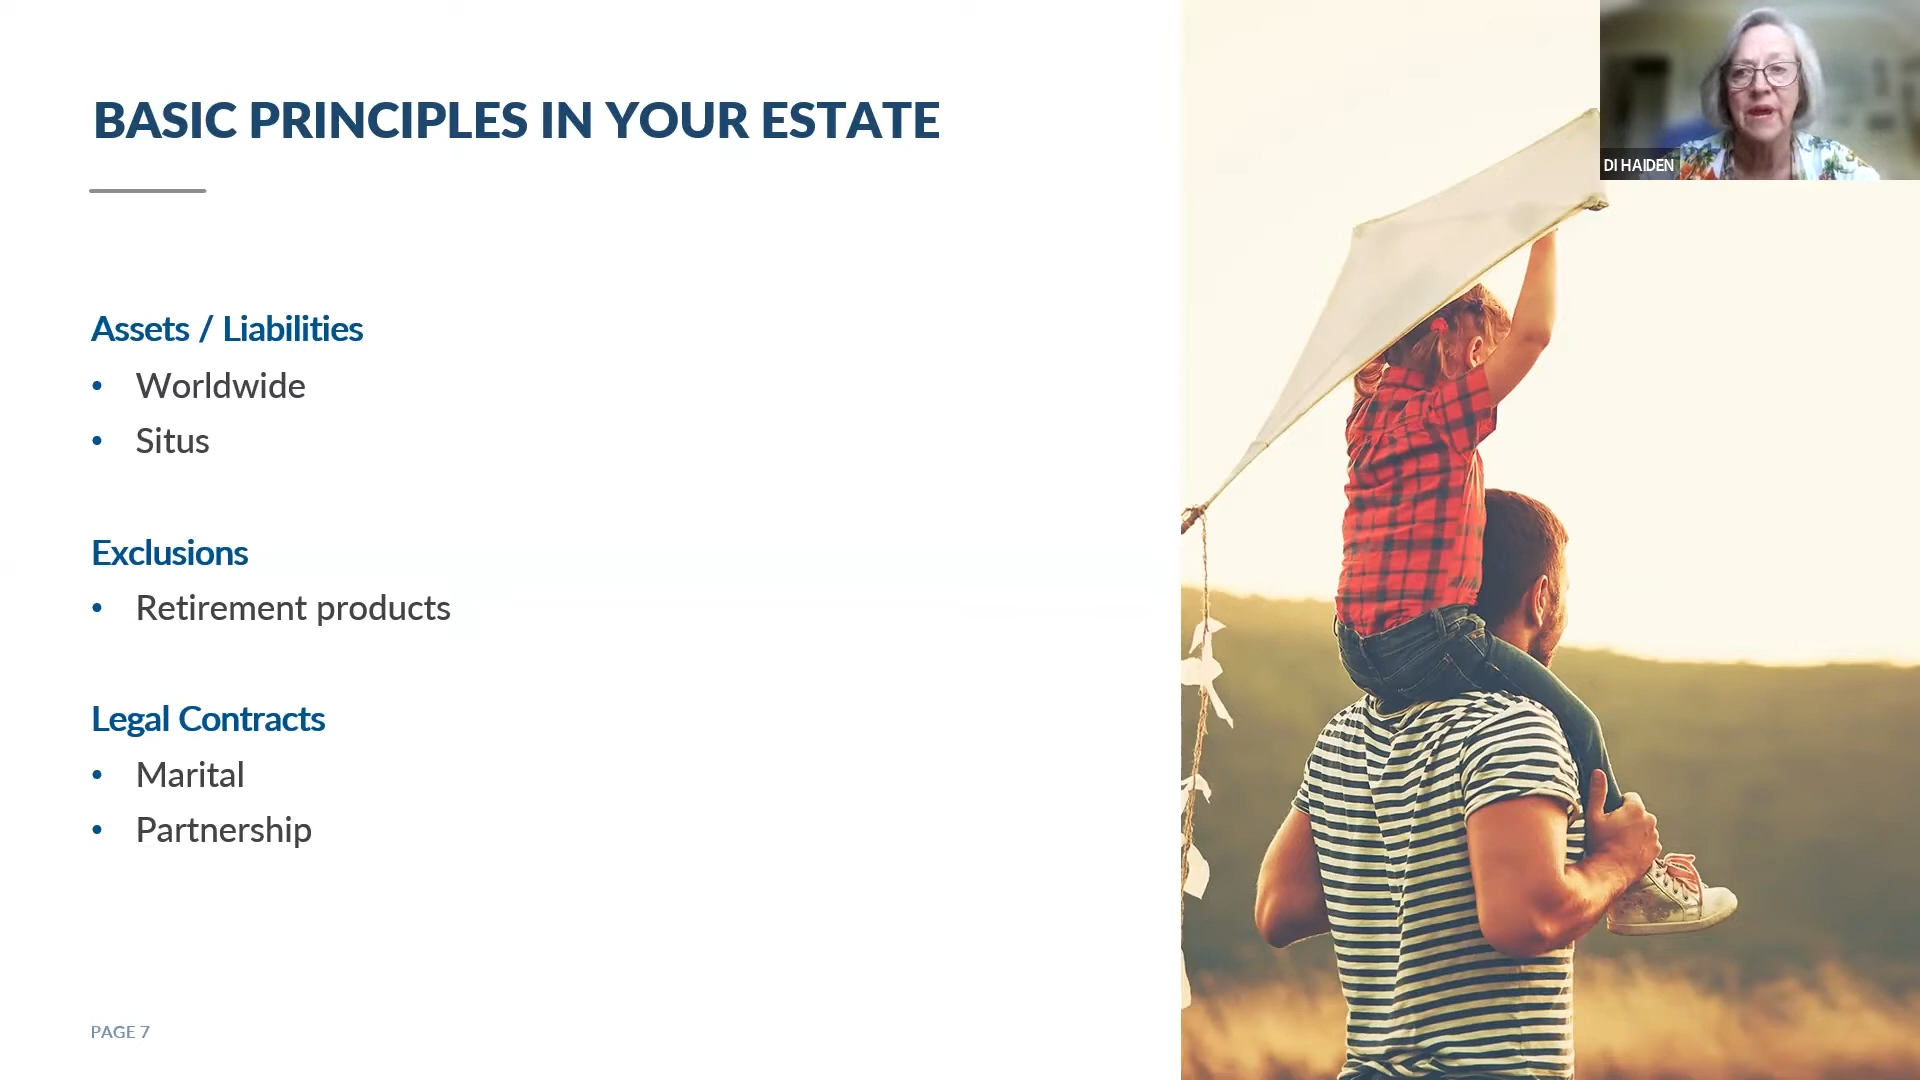 BASIC PRINCIPLES IN YOUR ESTATE
DI HAIDEN
Assets / Liabilities
• Worldwide
• Situs
Exclusions
• Retirement products
Legal Contracts
• Marital
• Partnership
PAGE 7